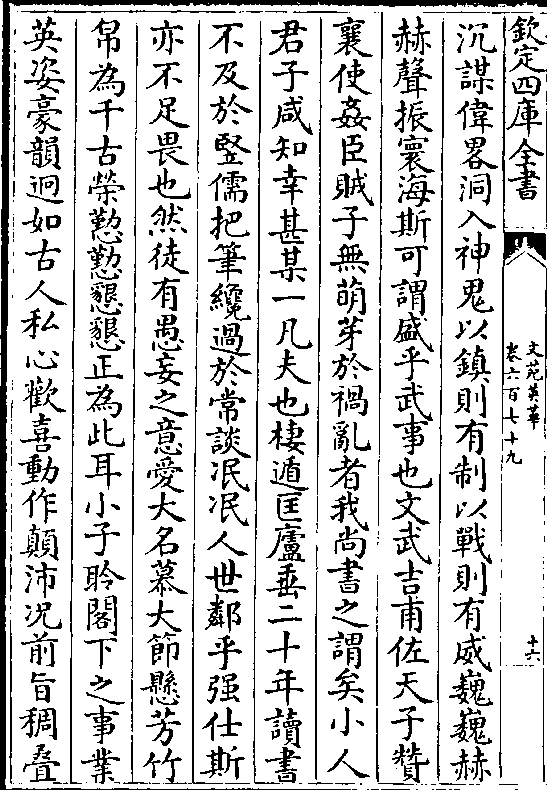 欽定四庫全書
文苑英華
卷六百七十九
十六
沉謀偉畧洞入神鬼以鎮則有制以戰則有威巍巍赫
赫聲振寰海斯可謂盛乎武事也文武吉甫佐天子贊
襄使姦臣賊子無萌芽於禍亂者我尚書之謂矣小人
君子咸知幸甚某一凡夫也棲遁匡廬垂二十年讀書
不及於竪儒把筆纔過於常談冺冺人世鄰乎强仕斯
亦不足畏也然徒有愚妄之意愛大名慕大節懸芳竹
帛為千古榮懃懃懇懇正為此耳小子聆閣下之事業
英姿豪韻迥如古人私心歡喜動作顛沛况前旨稠疊